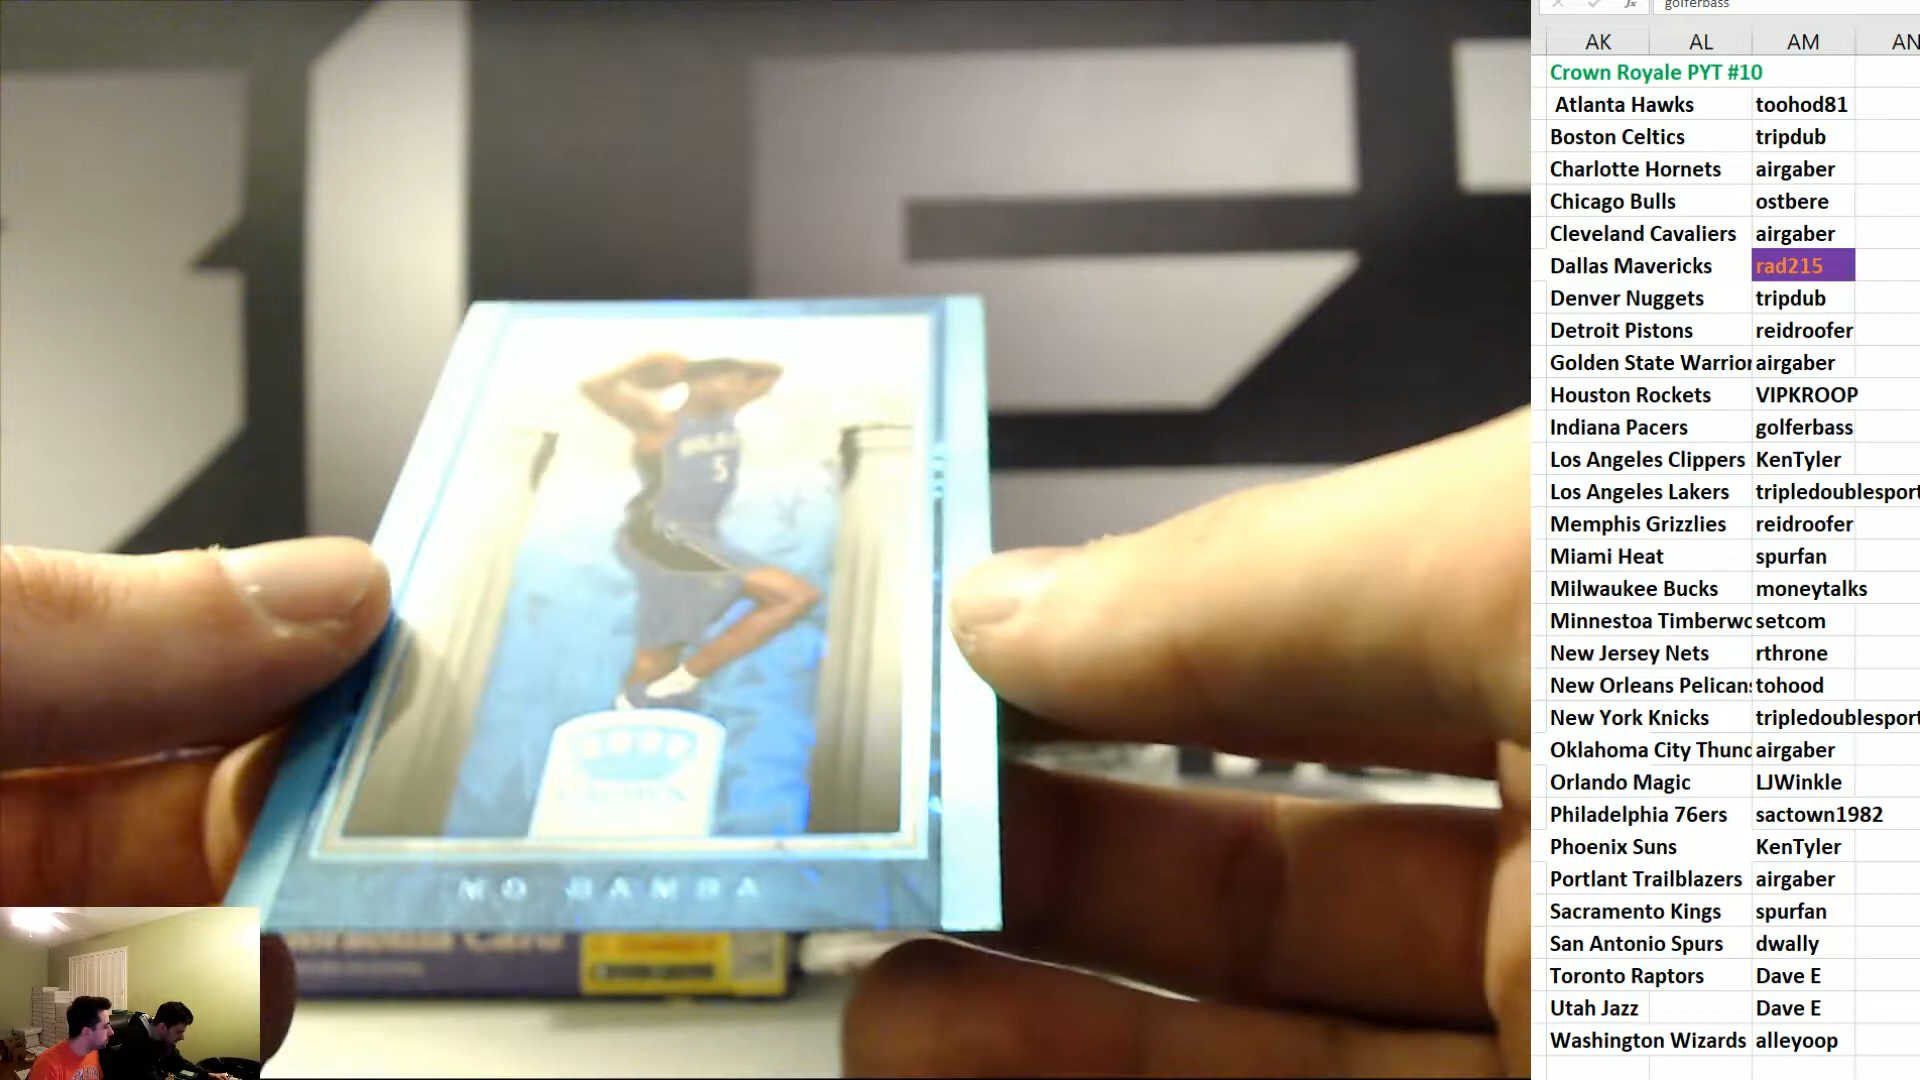 golferbass
AK AL AM AN
Crown Royale PYT #10
Atlanta Hawks toohod81
Boston Celtics tripdub
Charlotte Hornets airgaber
Chicago Bulls ostbere
Cleveland Cavaliers airgaber
Dallas Mavericks rad215
Denver Nuggets tripdub
Detroit Pistons reidroofer
Golden State Warrior airgaber
Houston Rockets VIPKROOP
Indiana Pacers golferbass
Los Angeles Clippers KenTyler
Los Angeles Lakers tripledoublesport
Memphis Grizzlies reidroofer
Miami Heat spurfan
Milwaukee Bucks moneytalks
Minnestoa Timberwo setcom
New Jersey Nets rthrone
New Orleans Pelicans tohood
New York Knicks tripledoublesport
Oklahoma City Thund airgaber
Orlando Magic LJWinkle
Philadelphia 76ers sactown1982
Phoenix Suns KenTyler
Portlant Trailblazers airgaber
Sacramento Kings spurfan
San Antonio Spurs dwally
Toronto Raptors Dave E
Utah Jazz Dave E
Washington Wizards alleyoop
5
MO BAMBA
Card